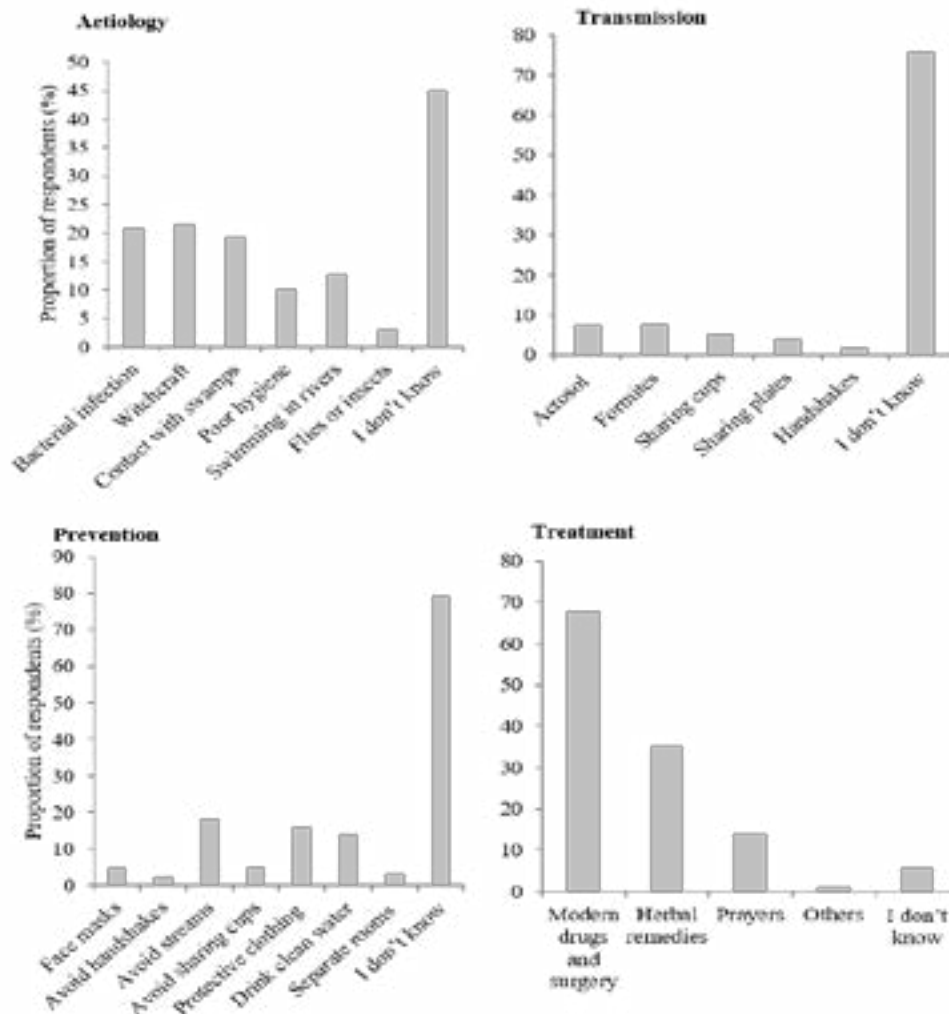 Aetiology
Proportion of respondents (%)
50
45
40
35
30
25
20
15
10
5
0
Bacterial infection
Witchcraft
Contact with swamps
Poor hygiene
Swimming in rivers
Flies or insects
I don't know
Transmission
80
70
60
50
40
30
20
10
0
Aerosol
Formites
Sharing cups
Sharing plates
Handshakes
I don't know
Prevention
Proportion of respondents (%)
90
80
70
60
50
40
30
20
10
0
Face masks
Avoid handshakes
Avoid streams
Avoid sharing cups
Protective clothing
Drink clean water
Separate rooms
I don't know
Treatment
80
70
60
50
40
30
20
10
0
Modern
drugs
and
surgery
Herbal
remedies
Prayers
Others
I don't
know